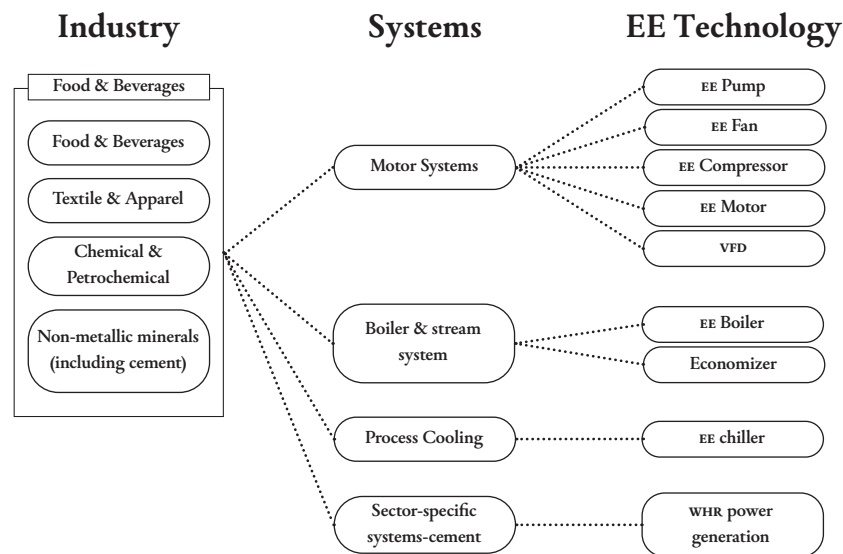 Industry
Systems
EE Technology
Food & Beverages
Food & Beverages
Textile & Apparel
Chemical &
Petrochemical
Non-metallic minerals
(including cement)
Motor Systems
Boiler & stream
system
Process Cooling
Sector-specific
systems-cement
EE Pump
EE Fan
EE Compressor
EE Motor
VFD
EE Boiler
Economizer
EE chiller
WHR power
generation